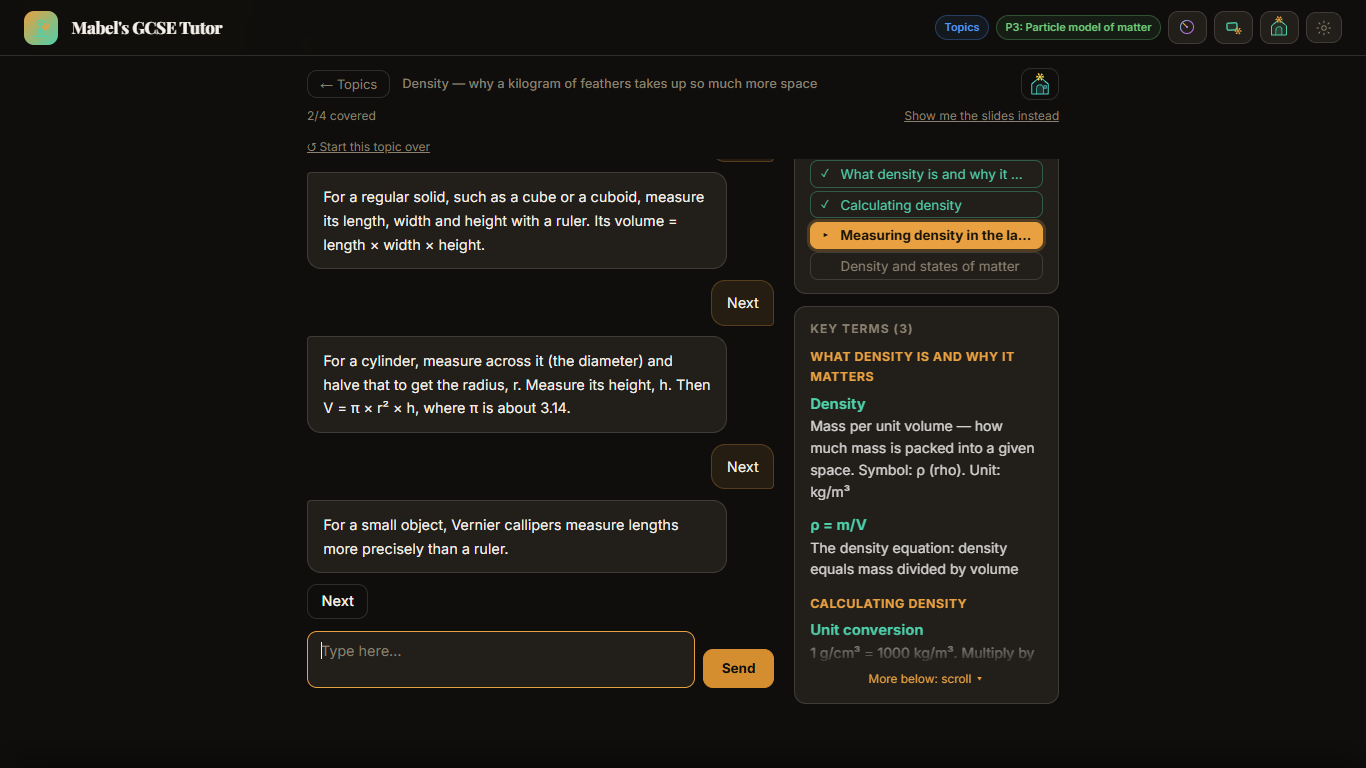 Mabel's GCSE Tutor
Topics
P3: Particle model of matter
← Topics
Density — why a kilogram of feathers takes up so much more space
2/4 covered
Show me the slides instead
↺ Start this topic over
For a regular solid, such as a cube or a cuboid, measure
its length, width and height with a ruler. Its volume =
length × width × height.
Next
For a cylinder, measure across it (the diameter) and
halve that to get the radius, r. Measure its height, h. Then
V = π × r² × h, where π is about 3.14.
Next
For a small object, Vernier callipers measure lengths
more precisely than a ruler.
Next
Type here...
Send
✓ What density is and why it ...
✓ Calculating density
▸ Measuring density in the la...
Density and states of matter
KEY TERMS (3)
WHAT DENSITY IS AND WHY IT
MATTERS
Density
Mass per unit volume — how
much mass is packed into a given
space. Symbol: ρ (rho). Unit:
kg/m³
ρ = m/V
The density equation: density
equals mass divided by volume
CALCULATING DENSITY
Unit conversion
1 g/cm³ = 1000 kg/m³. Multiply by
More below: scroll ▾